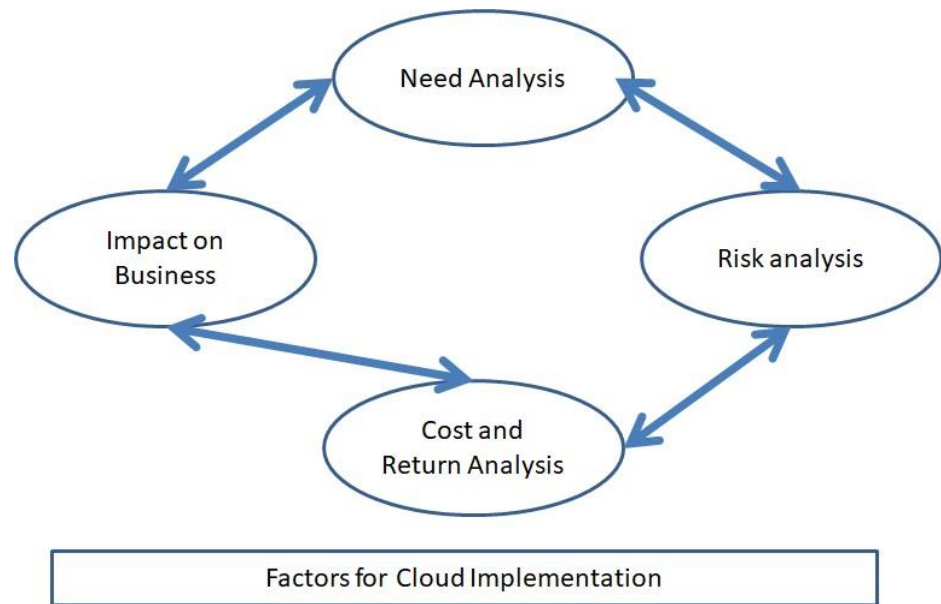 Need Analysis
Impact on
Business
Risk analysis
Cost and
Return Analysis
Factors for Cloud Implementation